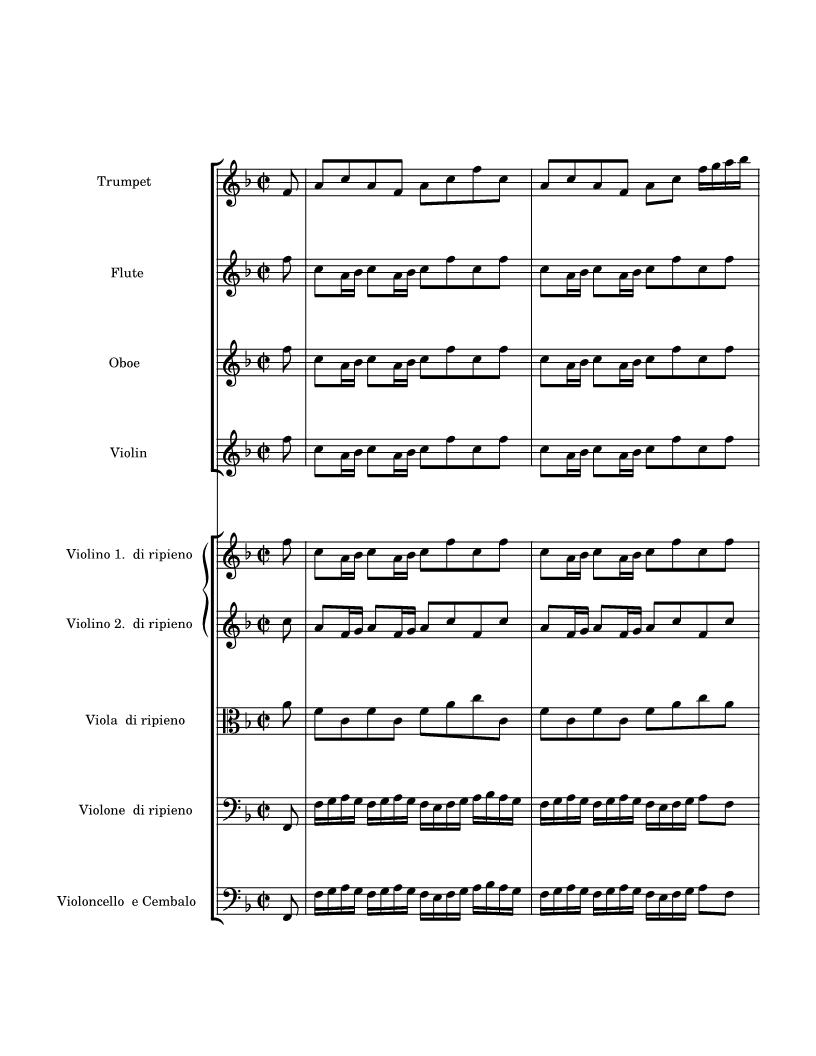 Trumpet
Flute
Oboe
Violin
Violino 1. di ripieno
Violino 2. di ripieno
Viola di ripieno
Violone di ripieno
Violoncello e Cembalo